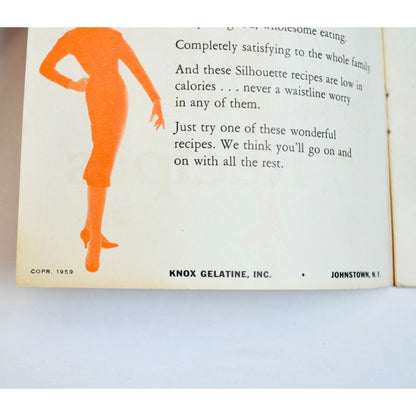 wholesome eating.
Completely satisfying to the whole family.
And these Silhouette recipes are low in
calories . . . never a waistline worry
in any of them.
Just try one of these wonderful
recipes. We think you'll go on and
on with all the rest.
COPR. 1959
KNOX GELATINE, INC. • JOHNSTOWN, N. Y.